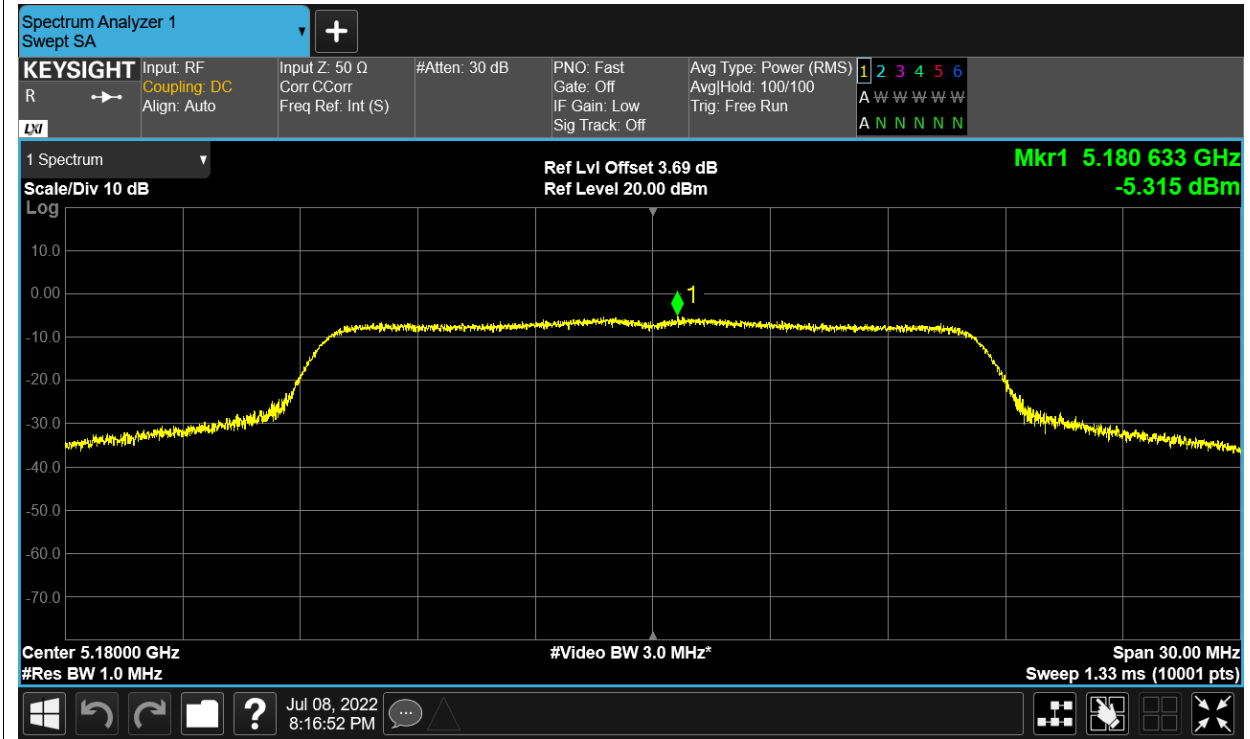 Spectrum Analyzer 1
Swept SA
+
KEYSIGHT
R
LXI
Input: RF
Coupling: DC
Align: Auto
Input Z: 50 Ω
Corr CCorr
Freq Ref: Int (S)
#Atten: 30 dB
PNO: Fast
Gate: Off
IF Gain: Low
Sig Track: Off
Avg Type: Power (RMS)
Avg|Hold: 100/100
Trig: Free Run
1 2 3 4 5 6
A W W W W W
A N N N N N
1 Spectrum
Scale/Div 10 dB
Log
Ref Lvl Offset 3.69 dB
Ref Level 20.00 dBm
Mkr1 5.180 633 GHz
-5.315 dBm
10.0
0.00
1
-10.0
-20.0
-30.0
-40.0
-50.0
-60.0
-70.0
Center 5.18000 GHz
#Res BW 1.0 MHz
#Video BW 3.0 MHz*
Span 30.00 MHz
Sweep 1.33 ms (10001 pts)
?
Jul 08, 2022
8:16:52 PM